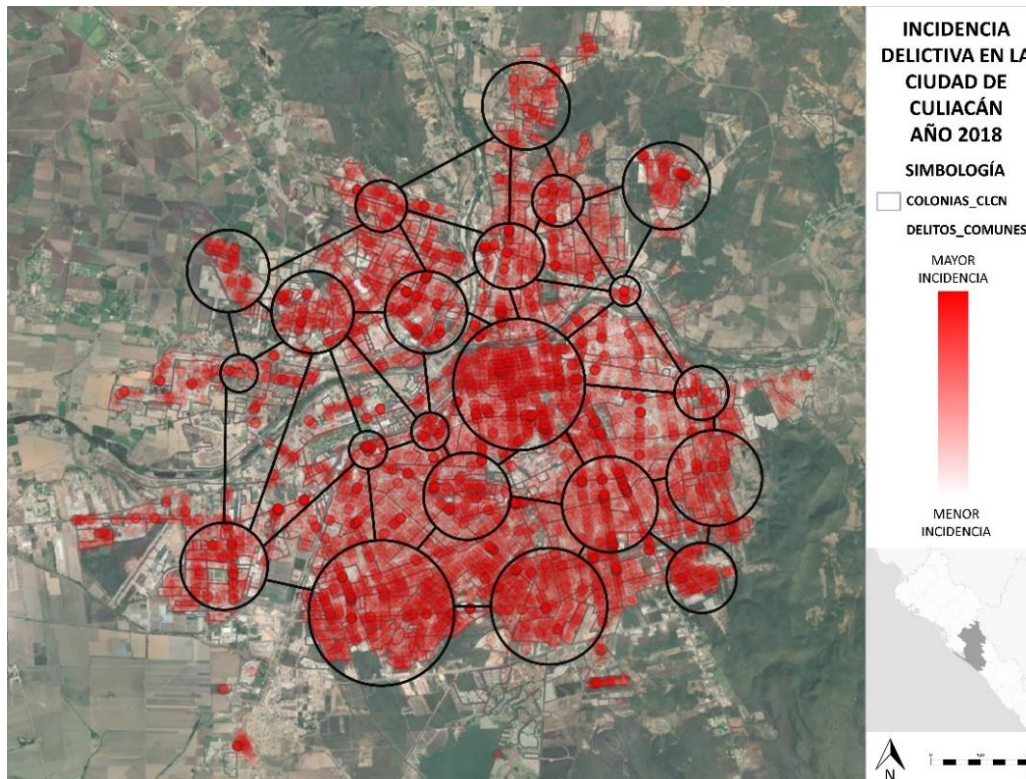 INCIDENCIA
DELICTIVA EN LA
CIUDAD DE
CULIACÁN
AÑO 2018
SIMBOLOGÍA
COLONIAS_CLCN
DELITOS_COMUNES
MAYOR
INCIDENCIA
MENOR
INCIDENCIA
N